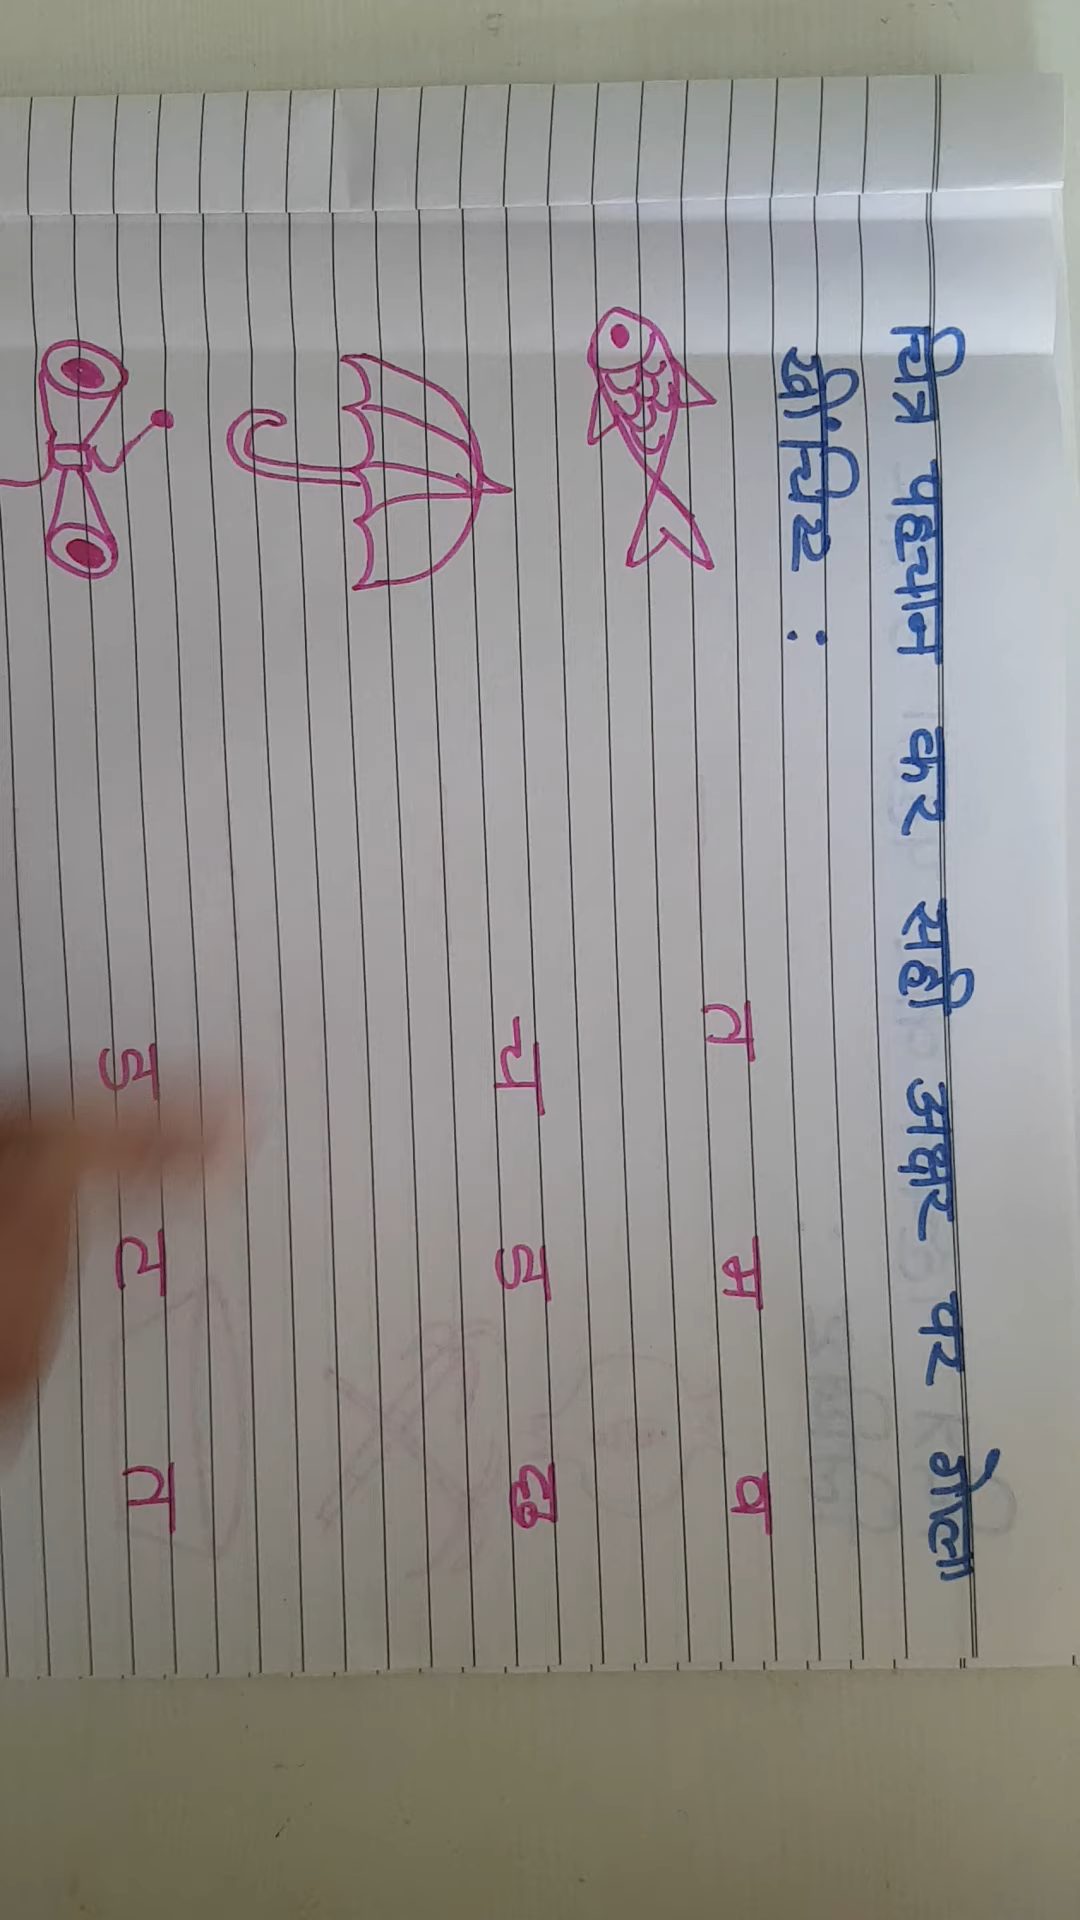 चित्र पहचान कर सही अक्षर पर गोला
खींचिए :
त म व
च ड छ
ड ट त